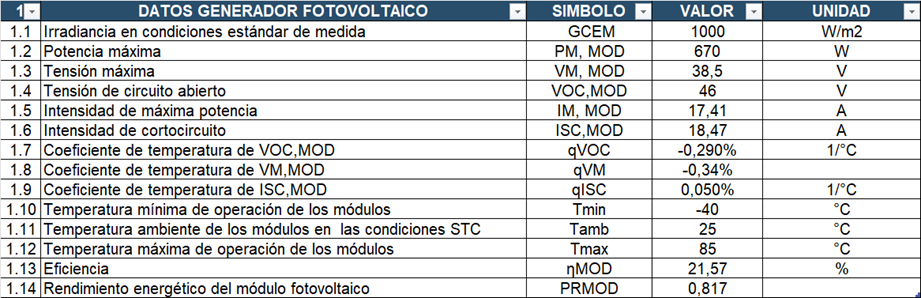 1 DATOS GENERADOR FOTOVOLTAICO SIMBOLO VALOR UNIDAD
1.1 Irradiancia en condiciones estándar de medida GCEM 1000 W/m2
1.2 Potencia máxima PM, MOD 670 W
1.3 Tensión máxima VM, MOD 38,5 V
1.4 Tensión de circuito abierto VOC,MOD 46 V
1.5 Intensidad de máxima potencia IM, MOD 17,41 A
1.6 Intensidad de cortocircuito ISC,MOD 18,47 A
1.7 Coeficiente de temperatura de VOC,MOD qVOC -0,290% 1/°C
1.8 Coeficiente de temperatura de VM,MOD qVM -0,34%
1.9 Coeficiente de temperatura de ISC,MOD qISC 0,050% 1/°C
1.10 Temperatura mínima de operación de los módulos Tmin -40 °C
1.11 Temperatura ambiente de los módulos en las condiciones STC Tamb 25 °C
1.12 Temperatura máxima de operación de los módulos Tmax 85 °C
1.13 Eficiencia ηMOD 21,57 %
1.14 Rendimiento energético del módulo fotovoltaico PRMOD 0,817